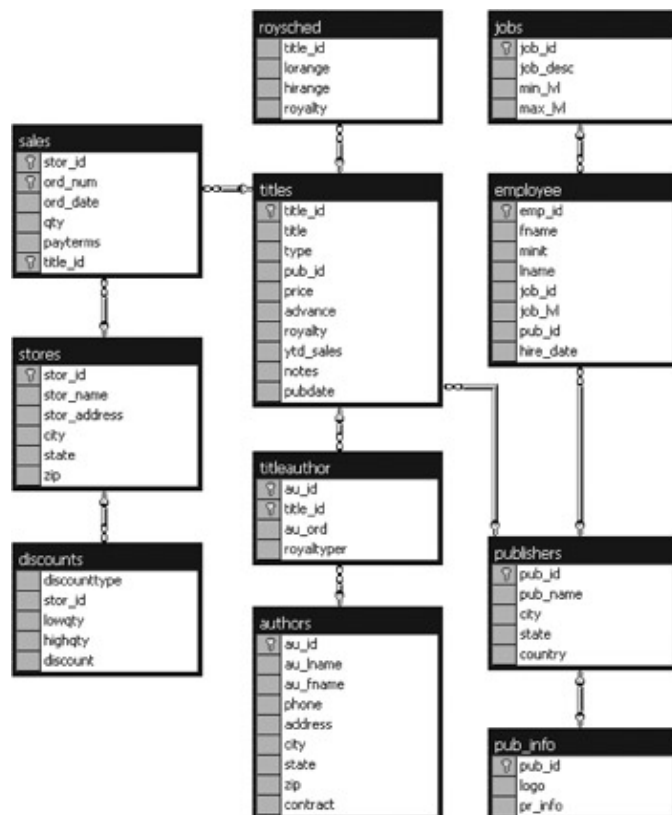 roysched
title_id
lorange
hirange
royalty
jobs
job_id
job_desc
min_lvl
max_lvl
sales
stor_id
ord_num
ord_date
qty
payterms
title_id
titles
title_id
title
type
pub_id
price
advance
royalty
ytd_sales
notes
pubdate
employee
emp_id
fname
minit
lname
job_id
job_lvl
pub_id
hire_date
stores
stor_id
stor_name
stor_address
city
state
zip
titleauthor
au_id
title_id
au_ord
royaltyper
discounts
discounttype
stor_id
lowqty
highqty
discount
publishers
pub_id
pub_name
city
state
country
authors
au_id
au_lname
au_fname
phone
address
city
state
zip
contract
pub_info
pub_id
logo
pr_info